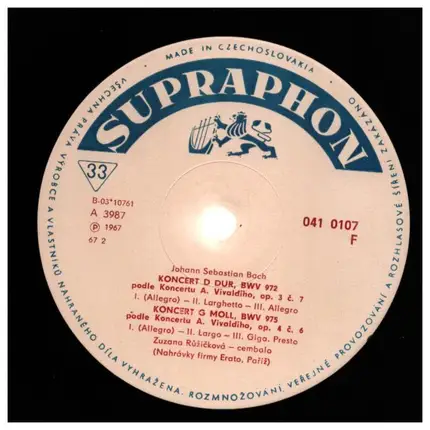 MADE IN CZECHOSLOVAKIA
SUPRAPHON
33
B-03*10761
A 3987
Ⓟ 1967
67 2
041 0107
F
Johann Sebastian Bach
KONCERT D DUR, BWV 972
podle Koncertu A. Vivaldiho, op. 3 č. 7
I. (Allegro) – II. Larghetto – III. Allegro
KONCERT G MOLL, BWV 975
podle Koncertu A. Vivaldiho, op. 4 č. 6
I. (Allegro) – II. Largo – III. Giga. Presto
Zuzana Růžičková – cembalo
(Nahrávky firmy Erato, Paříž)
VŠECHNA PRÁVA VÝROBCE A VLASTNÍKŮ NAHRANÉHO DÍLA VYHRAŽENA. ROZMNOŽOVÁNÍ, VEŘEJNÉ PROVOZOVÁNÍ A ROZHLASOVÉ ŠÍŘENÍ ZAKÁZÁNO